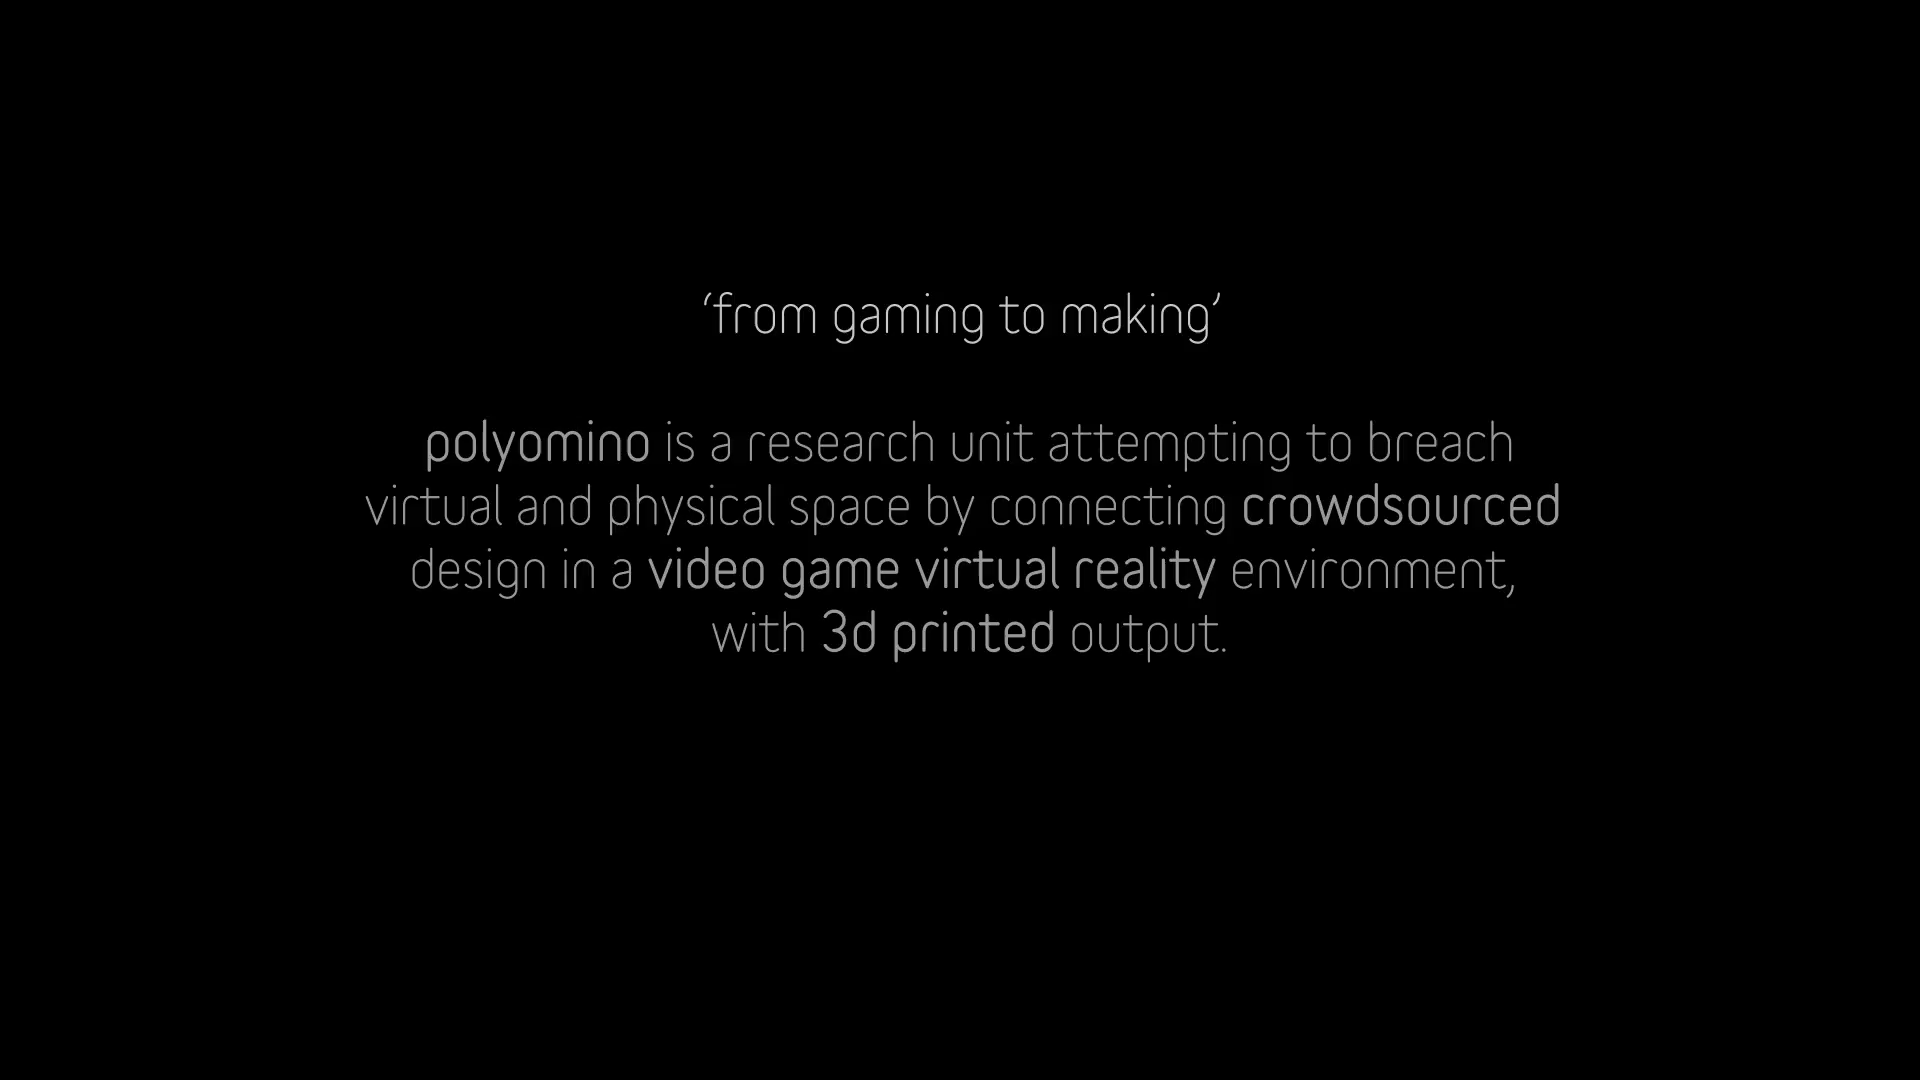 ‘from gaming to making’
polyomino is a research unit attempting to breach
virtual and physical space by connecting crowdsourced
design in a video game virtual reality environment,
with 3d printed output.